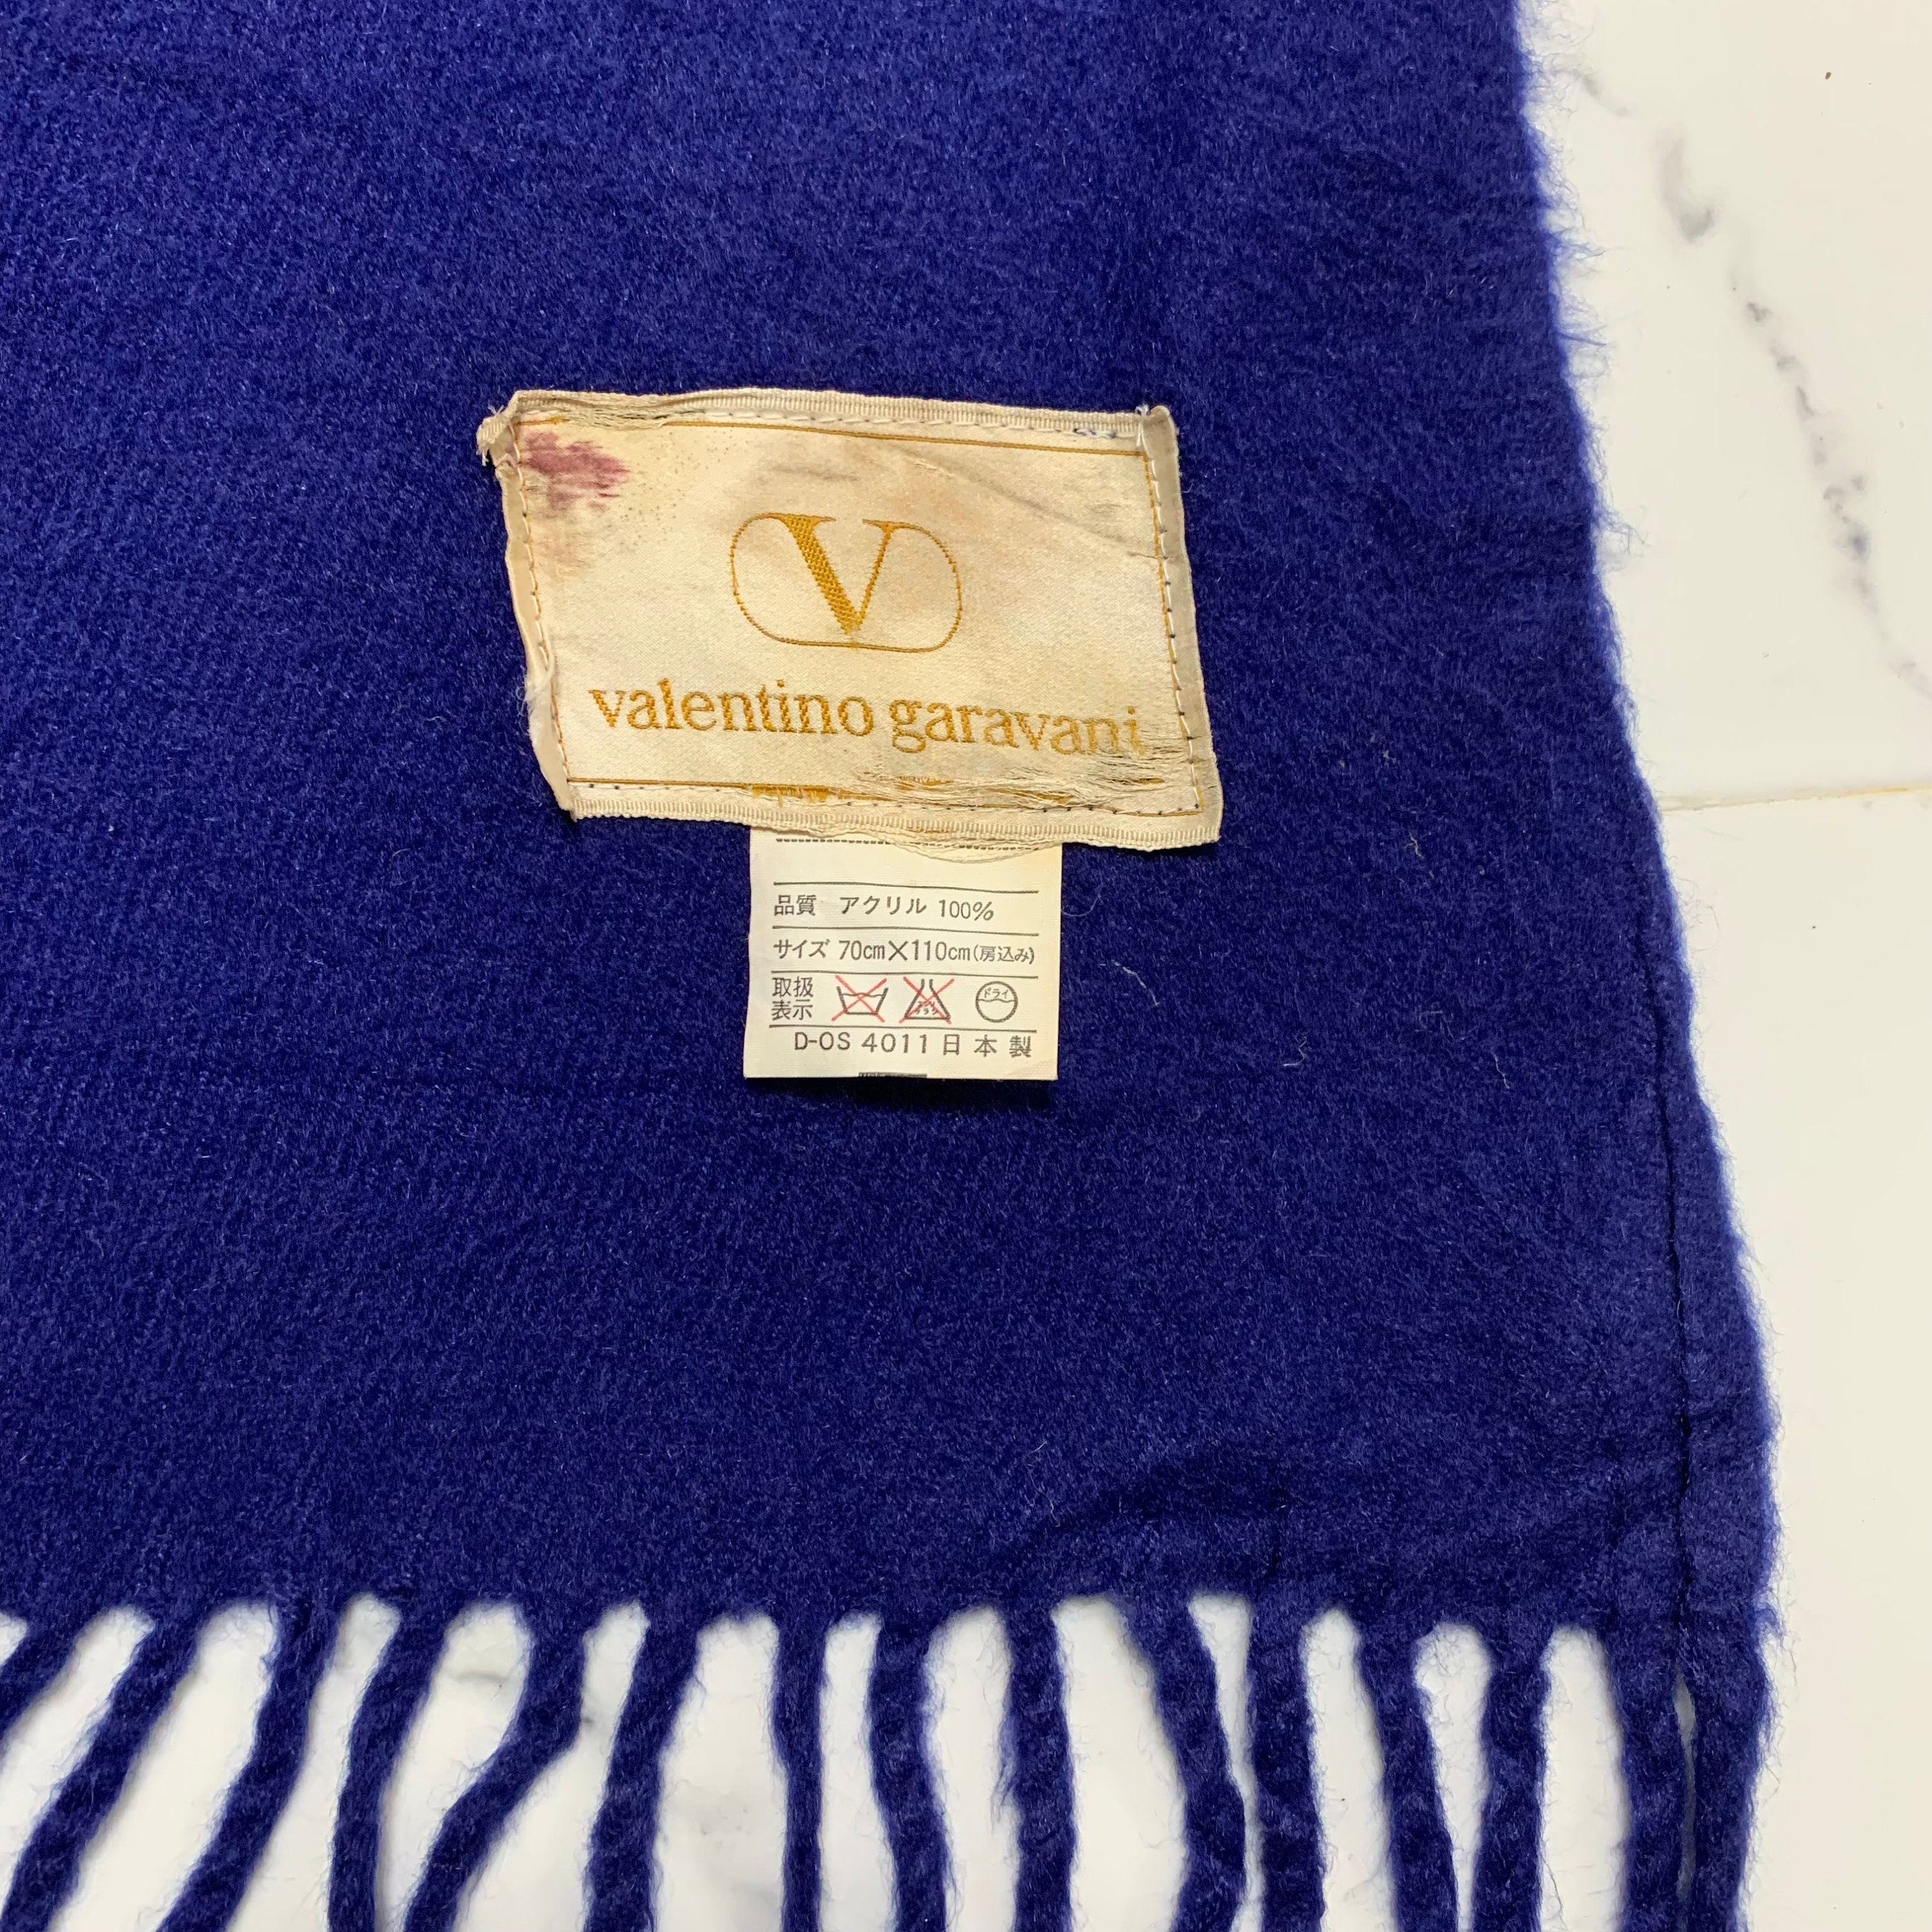 V
valentino garavani
品質 アクリル 100%
サイズ 70cm×110cm(房込み)
取扱
表示
ドライ
D-OS 4011 日本製